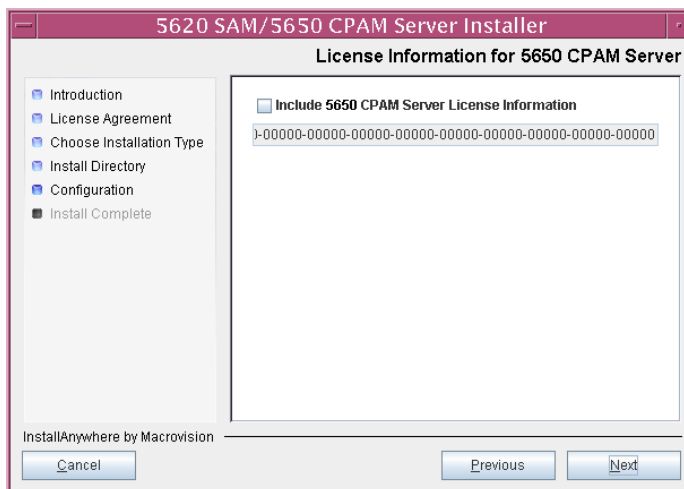 5620 SAM/5650 CPAM Server Installer
License Information for 5650 CPAM Server
Introduction
License Agreement
Choose Installation Type
Install Directory
Configuration
Install Complete
Include 5650 CPAM Server License Information
)-00000-00000-00000-00000-00000-00000-00000-00000-00000
InstallAnywhere by Macrovision
Cancel
Previous
Next